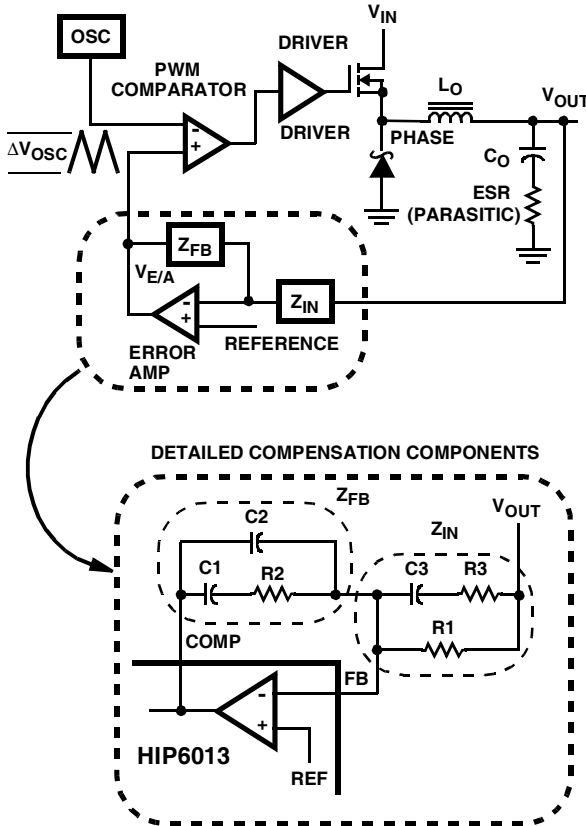 V_IN
OSC
DRIVER
PWM
COMPARATOR
L_O
V_OUT
-
+
DRIVER
PHASE
ΔV_OSC
C_O
ESR
(PARASITIC)
Z_FB
V_E/A
-
+
Z_IN
REFERENCE
ERROR
AMP
DETAILED COMPENSATION COMPONENTS
Z_FB
V_OUT
C2
Z_IN
C1
R2
C3
R3
R1
COMP
FB
-
+
HIP6013
REF